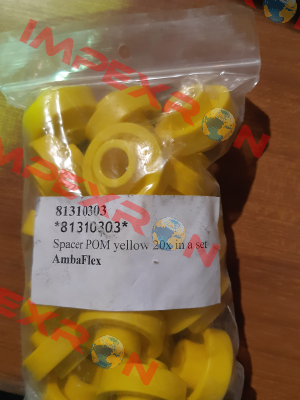 IMPEXRON
IMPEXRON
81310303
*81310303*
Spacer POM yellow 20x in a set
AmbaFlex
IMPEXRON